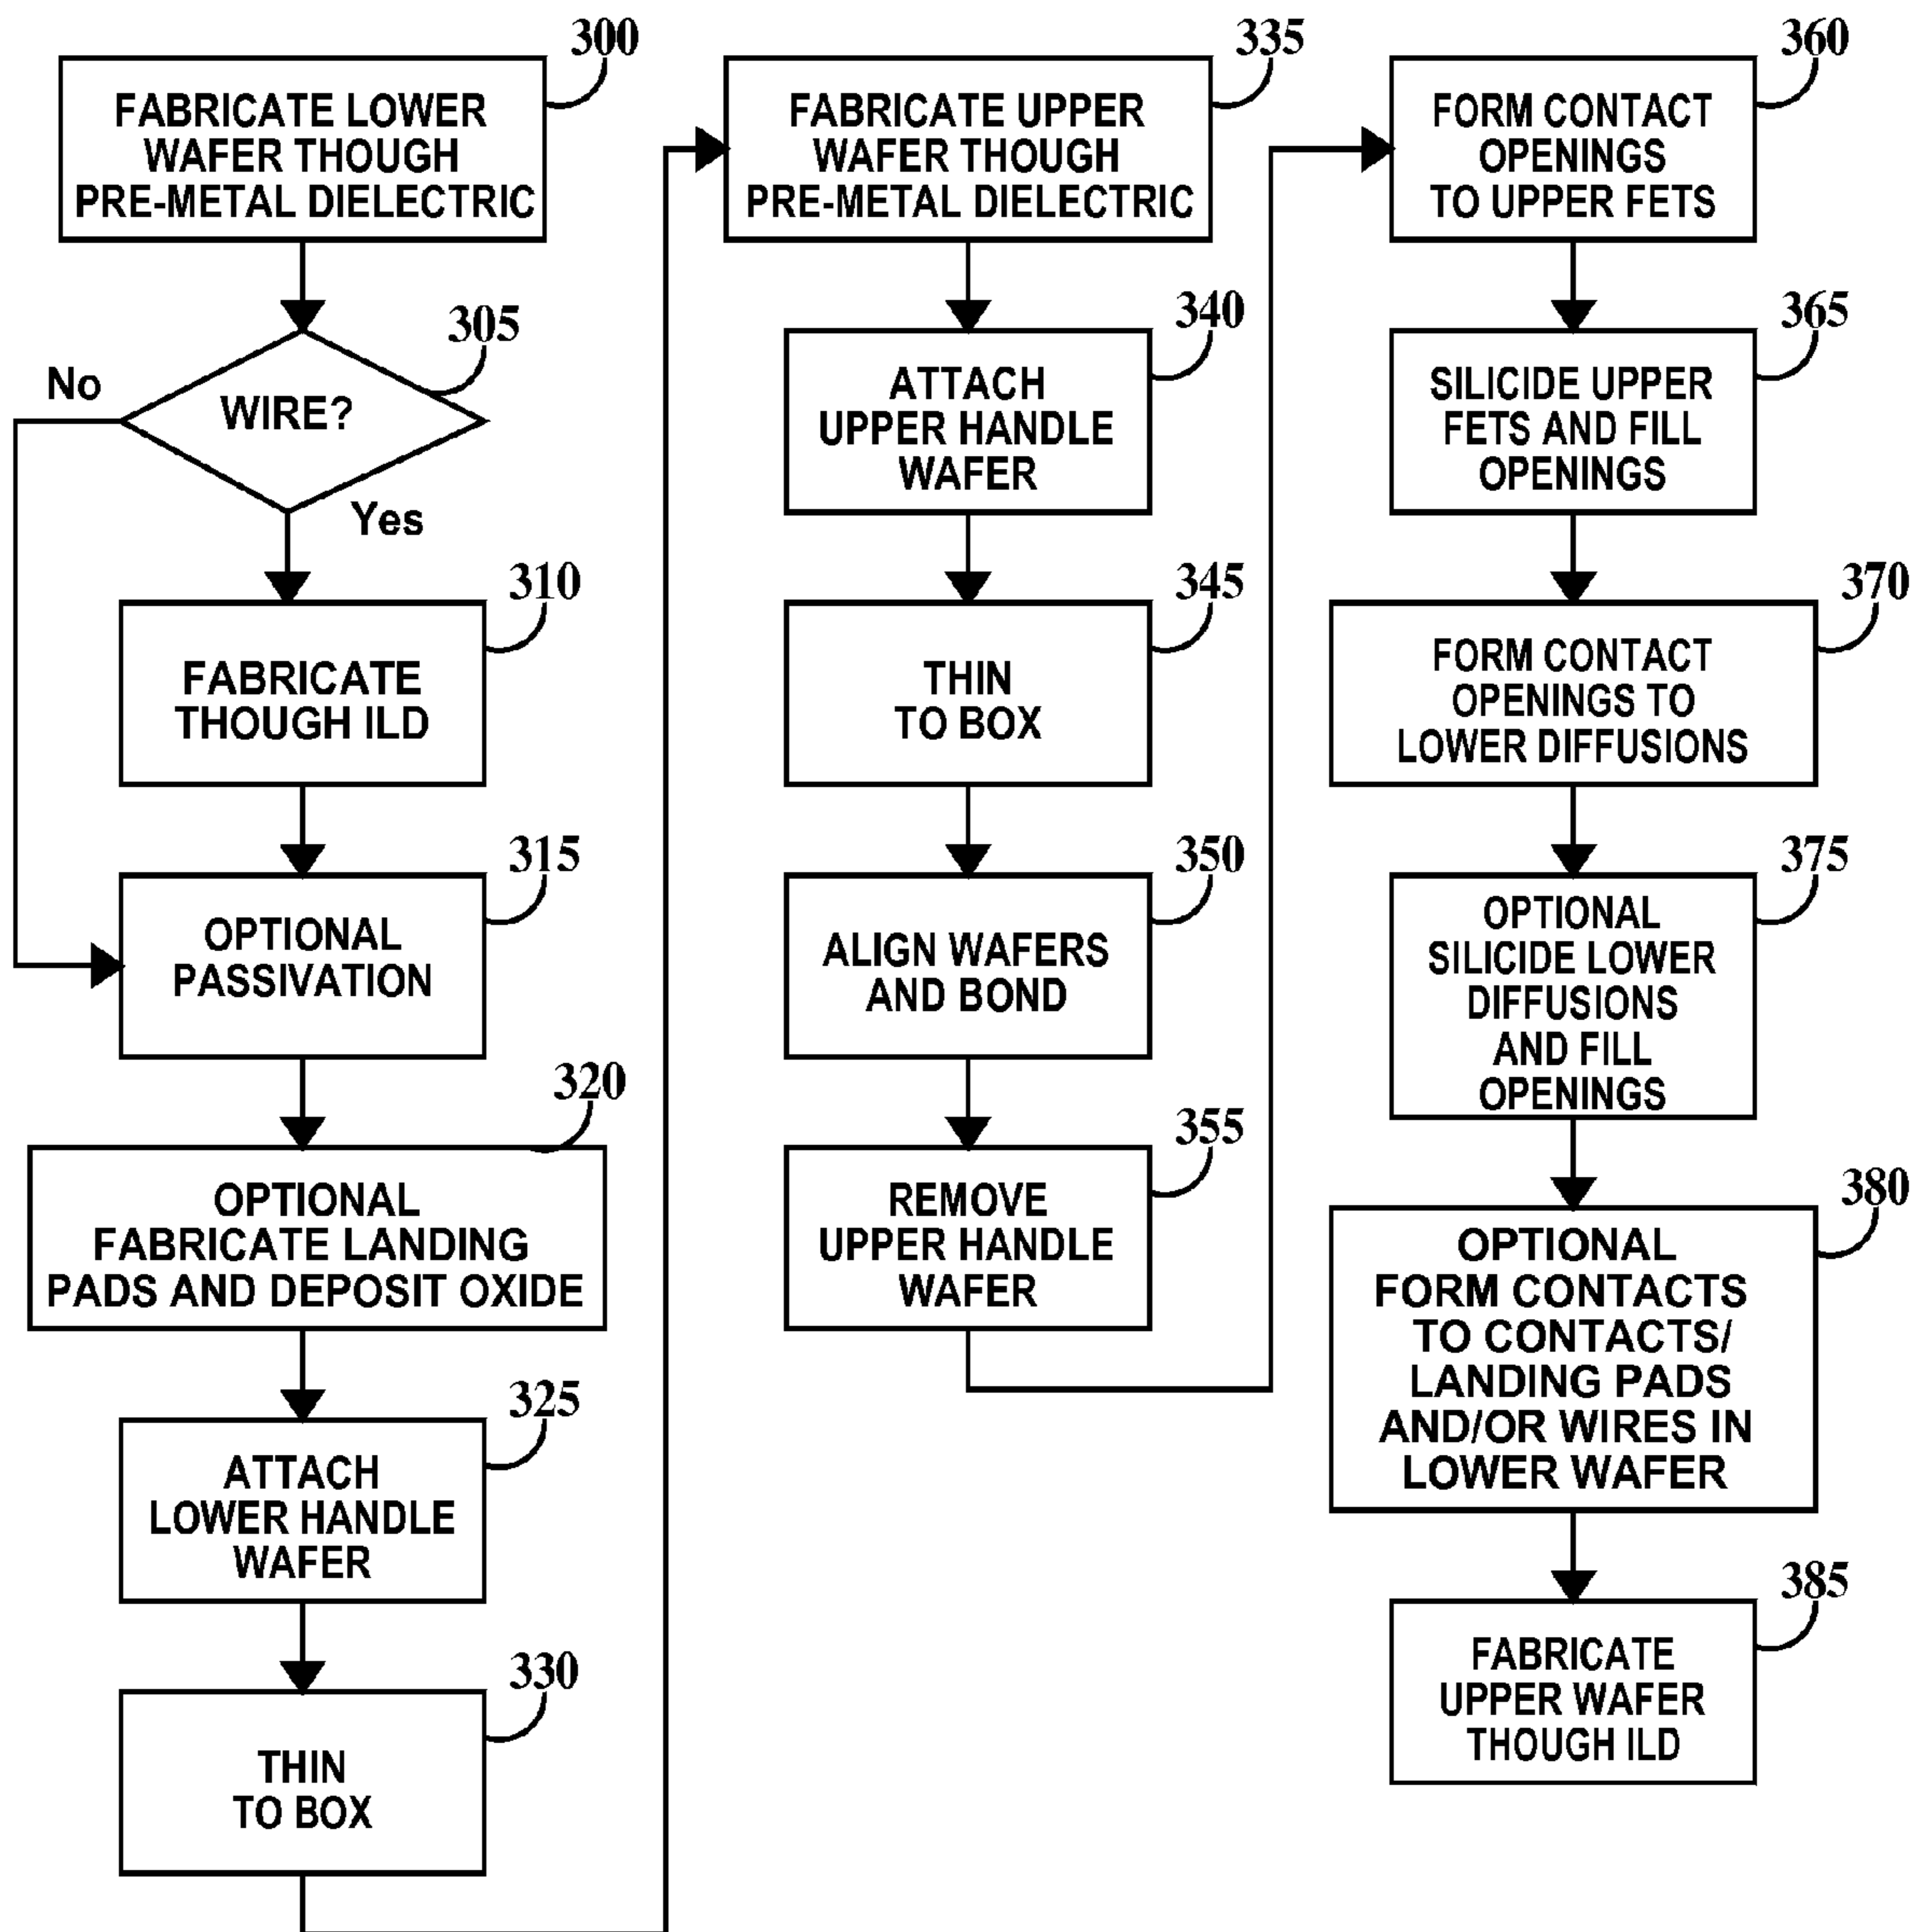 300
FABRICATE LOWER
WAFER THOUGH
PRE-METAL DIELECTRIC
305
No
WIRE?
Yes
310
FABRICATE
THOUGH ILD
315
OPTIONAL
PASSIVATION
320
OPTIONAL
FABRICATE LANDING
PADS AND DEPOSIT OXIDE
325
ATTACH
LOWER HANDLE
WAFER
330
THIN
TO BOX
335
FABRICATE UPPER
WAFER THOUGH
PRE-METAL DIELECTRIC
340
ATTACH
UPPER HANDLE
WAFER
345
THIN
TO BOX
350
ALIGN WAFERS
AND BOND
355
REMOVE
UPPER HANDLE
WAFER
360
FORM CONTACT
OPENINGS
TO UPPER FETS
365
SILICIDE UPPER
FETS AND FILL
OPENINGS
370
FORM CONTACT
OPENINGS TO
LOWER DIFFUSIONS
375
OPTIONAL
SILICIDE LOWER
DIFFUSIONS
AND FILL
OPENINGS
380
OPTIONAL
FORM CONTACTS
TO CONTACTS/
LANDING PADS
AND/OR WIRES IN
LOWER WAFER
385
FABRICATE
UPPER WAFER
THOUGH ILD